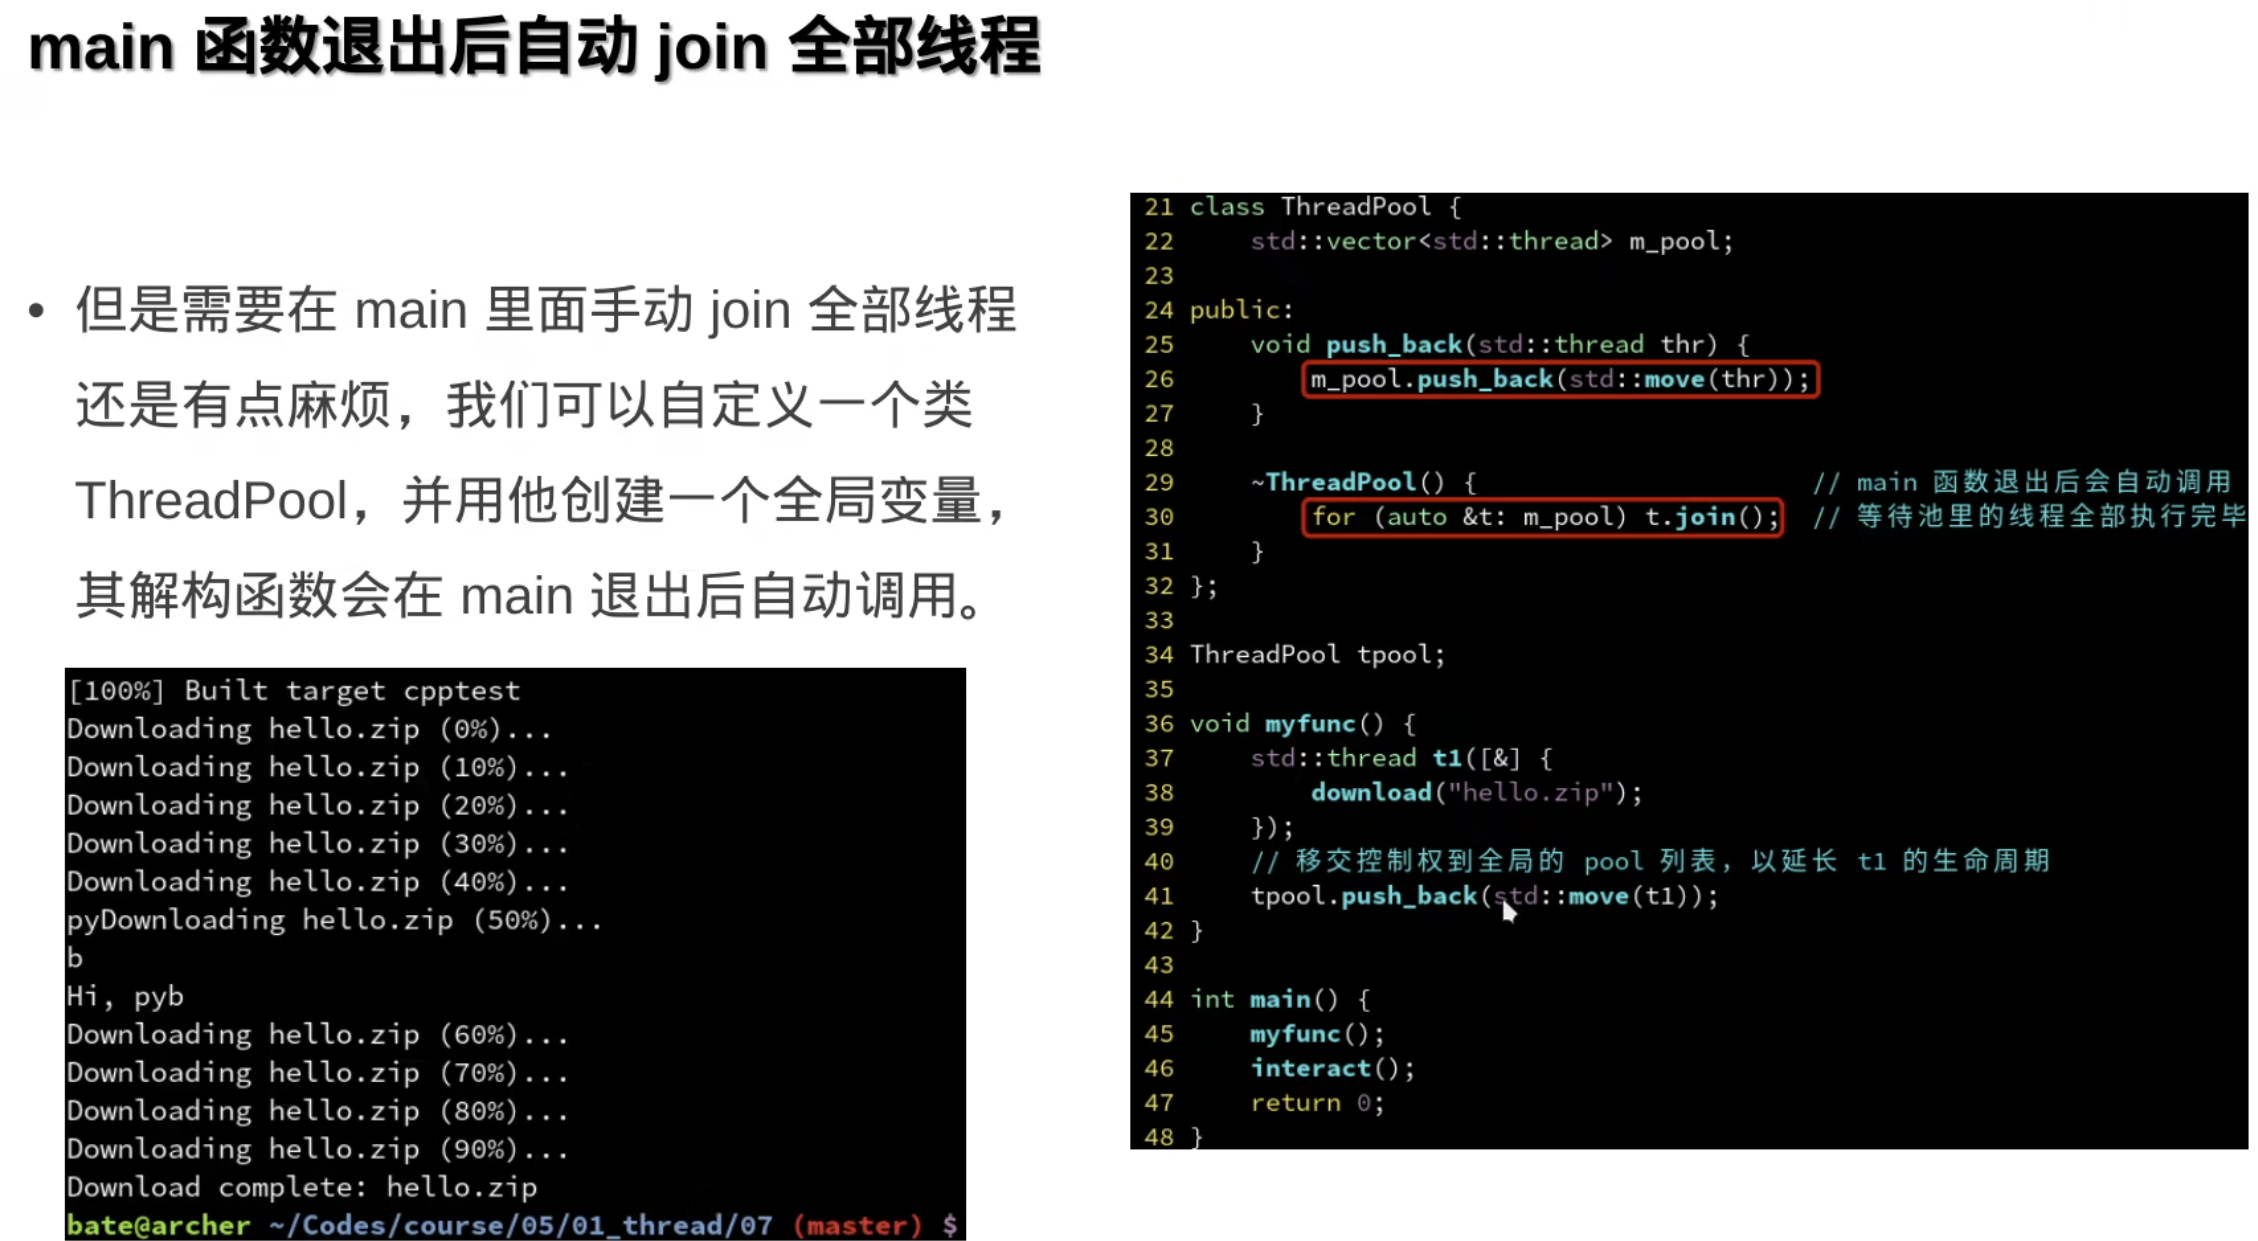 main 函数退出后自动 join 全部线程
• 但是需要在 main 里面手动 join 全部线程
还是有点麻烦，我们可以自定义一个类
ThreadPool，并用他创建一个全局变量，
其解构函数会在 main 退出后自动调用。
[100%] Built target cpptest
Downloading hello.zip (0%)...
Downloading hello.zip (10%)...
Downloading hello.zip (20%)...
Downloading hello.zip (30%)...
Downloading hello.zip (40%)...
pyDownloading hello.zip (50%)...
b
Hi, pyb
Downloading hello.zip (60%)...
Downloading hello.zip (70%)...
Downloading hello.zip (80%)...
Downloading hello.zip (90%)...
Download complete: hello.zip
bate@archer ~/Codes/course/05/01_thread/07 (master) $
21 class ThreadPool {
22     std::vector<std::thread> m_pool;
23
24 public:
25     void push_back(std::thread thr) {
26         m_pool.push_back(std::move(thr));
27     }
28
29     ~ThreadPool() {                      // main 函数退出后会自动调用
30         for (auto &t: m_pool) t.join();  // 等待池里的线程全部执行完毕
31     }
32 };
33
34 ThreadPool tpool;
35
36 void myfunc() {
37     std::thread t1([&] {
38         download("hello.zip");
39     });
40     // 移交控制权到全局的 pool 列表，以延长 t1 的生命周期
41     tpool.push_back(std::move(t1));
42 }
43
44 int main() {
45     myfunc();
46     interact();
47     return 0;
48 }